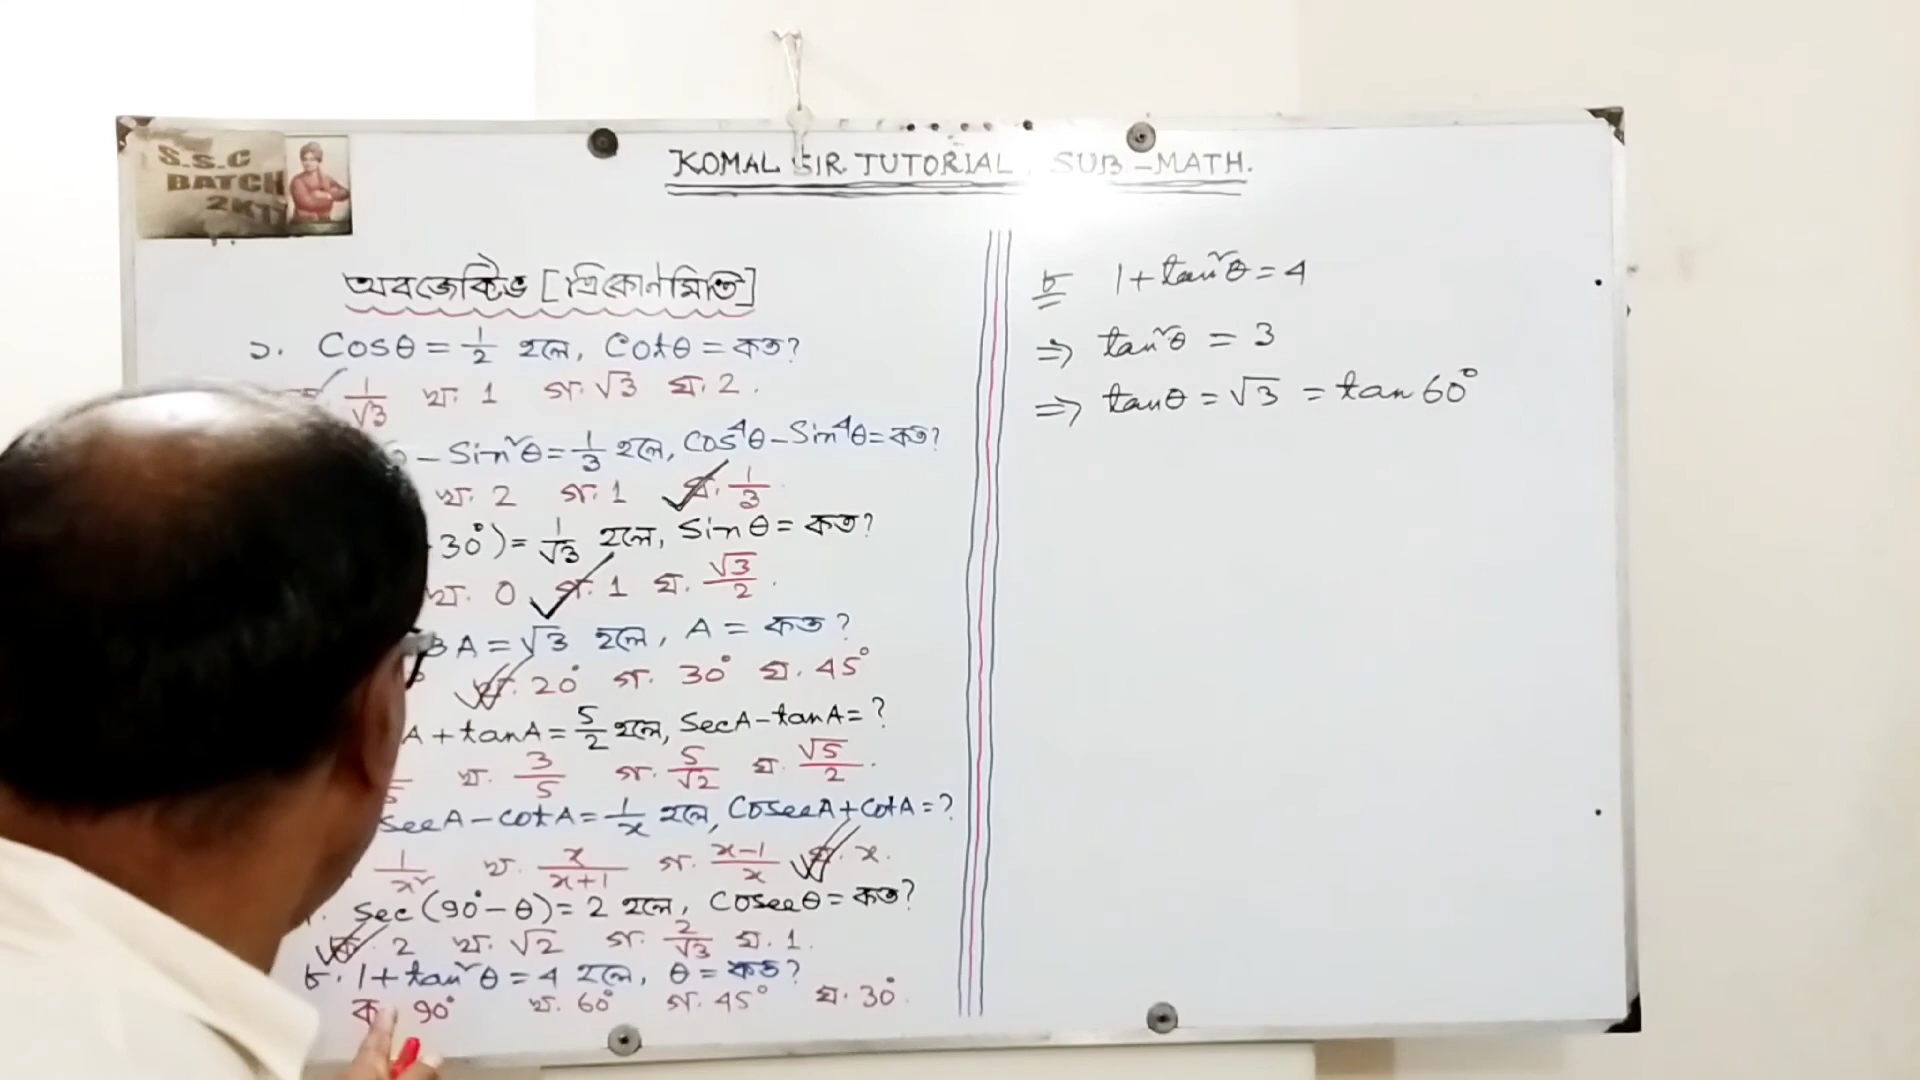 S.S.C
BATCH
2K17
KOMAL SIR TUTORIAL, SUB.-MATH.
অবজেক্টিভ [ত্রিকোণমিতি]
১. Cosθ = 1/2 হলে, Cotθ = কত?
1/√3 খ. 1 গ. √3 ঘ. 2.
- Sin²θ = 1/3 হলে, Cos⁴θ - Sin⁴θ = কত?
খ. 2 গ. 1 ঘ. 1/3
30°) = 1/√3 হলে, Sinθ = কত?
খ. 0 গ. 1 ঘ. √3/2.
3A = √3 হলে, A = কত?
খ. 20° গ. 30° ঘ. 45°
A + tanA = 5/2 হলে, SecA - tanA = ?
খ. 3/5 গ. 5/√2 ঘ. √5/2.
secA - cotA = 1/x হলে, CosecA + CotA = ?
1/x² খ. x/x+1 গ. x-1/x ঘ. x.
Sec(90° - θ) = 2 হলে, Cosecθ = কত?
ক. 2 খ. √2 গ. 2/√3 ঘ. 1.
৮. 1 + tan²θ = 4 হলে, θ = কত?
ক. 90° খ. 60° গ. 45° ঘ. 30°.
৮ 1 + tan²θ = 4
⇒ tan²θ = 3
⇒ tanθ = √3 = tan 60°